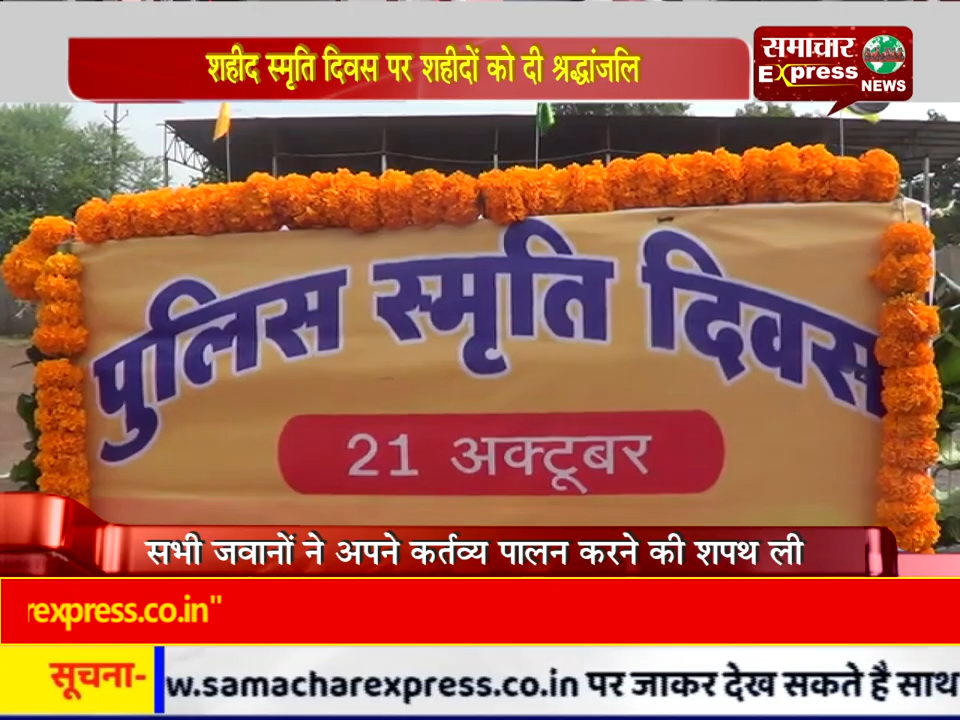 शहीद स्मृति दिवस पर शहीदों को दी श्रद्धांजलि
समाचार
Express
NEWS
पुलिस स्मृति दिवस
21 अक्टूबर
सभी जवानों ने अपने कर्तव्य पालन करने की शपथ ली
rexpress.co.in"
सूचना- w.samacharexpress.co.in पर जाकर देख सकते है साथ